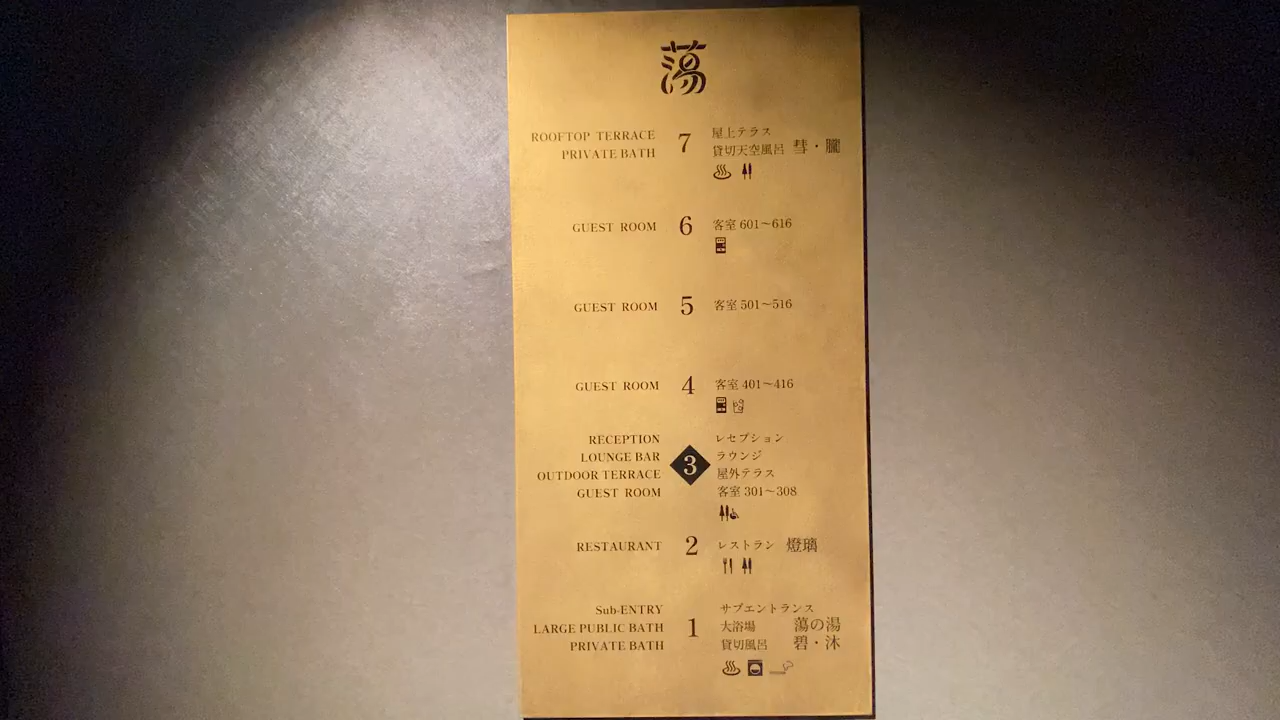 蕩
ROOFTOP TERRACE 7 屋上テラス
PRIVATE BATH 貸切天空風呂 彗・朧
GUEST ROOM 6 客室 601〜616
GUEST ROOM 5 客室 501〜516
GUEST ROOM 4 客室 401〜416
RECEPTION レセプション
LOUNGE BAR 3 ラウンジ
OUTDOOR TERRACE 屋外テラス
GUEST ROOM 客室 301〜308
RESTAURANT 2 レストラン 燈璃
Sub-ENTRY サブエントランス
LARGE PUBLIC BATH 1 大浴場 蕩の湯
PRIVATE BATH 貸切風呂 碧・沐